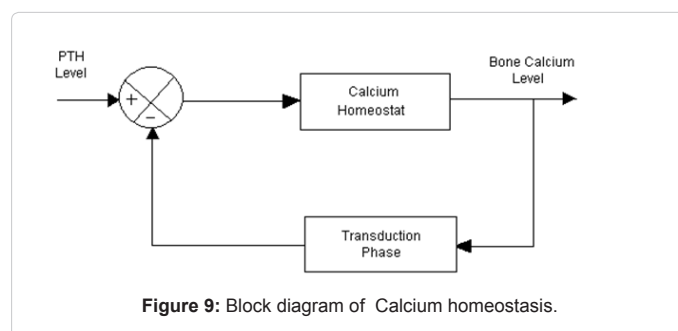 PTH
Level
+
−
Calcium
Homeostat
Bone Calcium
Level
Transduction
Phase
Figure 9: Block diagram of Calcium homeostasis.